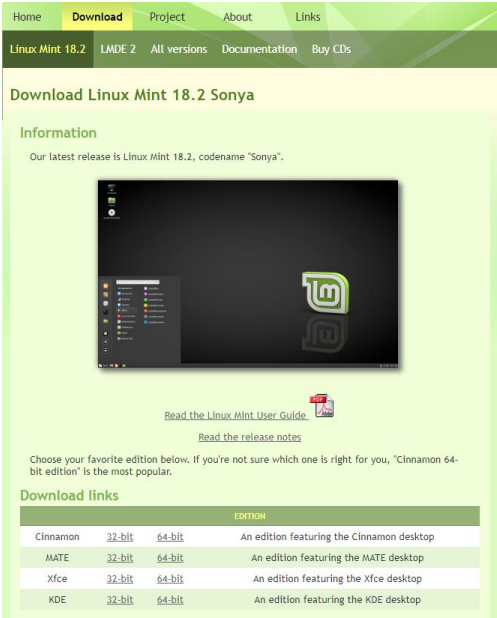 Home Download Project About Links
Linux Mint 18.2 LMDE 2 All versions Documentation Buy CDs
Download Linux Mint 18.2 Sonya
Information
Our latest release is Linux Mint 18.2, codename "Sonya".
PDF
Adobe
Read the Linux Mint User Guide
Read the release notes
Choose your favorite edition below. If you're not sure which one is right for you, "Cinnamon 64-
bit edition" is the most popular.
Download links
EDITION
Cinnamon 32-bit 64-bit An edition featuring the Cinnamon desktop
MATE 32-bit 64-bit An edition featuring the MATE desktop
Xfce 32-bit 64-bit An edition featuring the Xfce desktop
KDE 32-bit 64-bit An edition featuring the KDE desktop